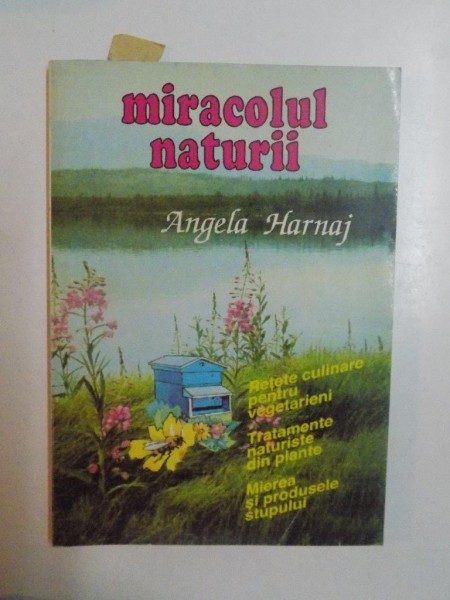 miracolul
naturii
Angela Harnaj
Rețete culinare
pentru
vegetarieni
Tratamente
naturiste
din plante
Mierea
și produsele
stupului